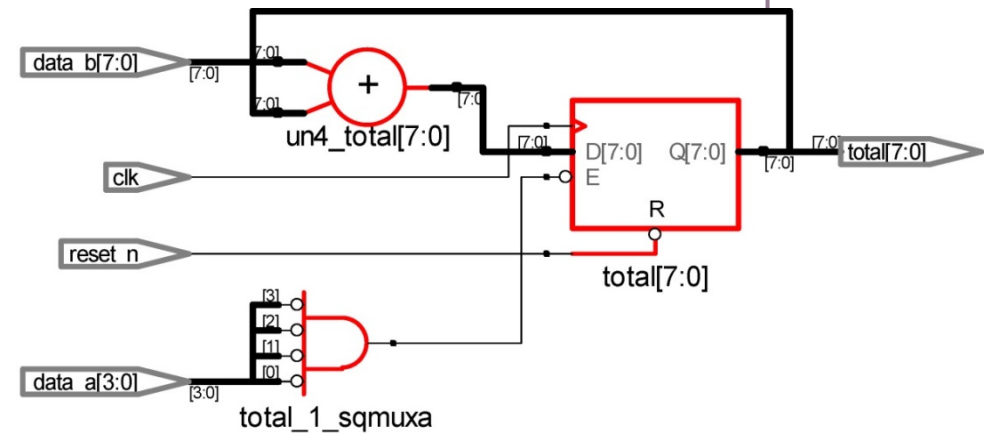 data_b[7:0]
[7:0]
7:0]
7:0]
+
[7:0
un4_total[7:0]
clk
[7:0]
D[7:0]
Q[7:0]
E
R
[7:0]
[7:0]
total[7:0]
reset_n
total[7:0]
[3]
[2]
[1]
[0]
data_a[3:0]
[3:0]
total_1_sqmuxa